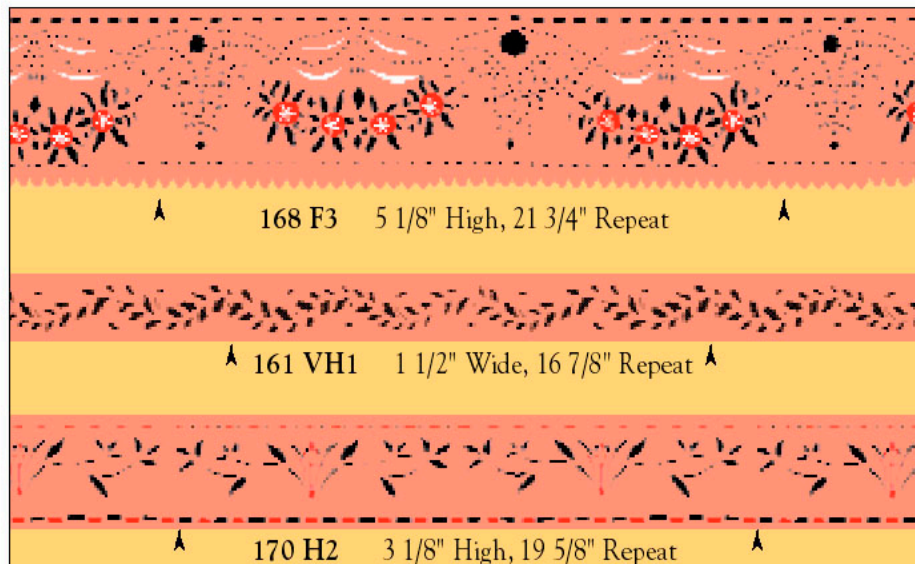 168 F3 5 1/8" High, 21 3/4" Repeat
161 VH1 1 1/2" Wide, 16 7/8" Repeat
170 H2 3 1/8" High, 19 5/8" Repeat